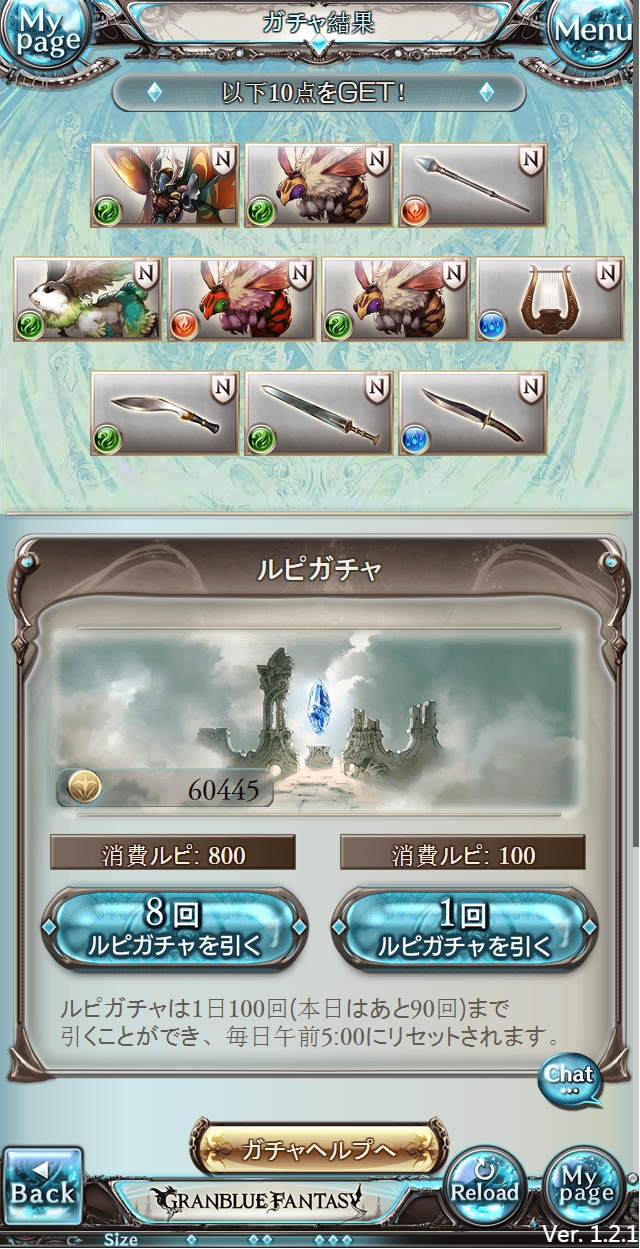 My
page
ガチャ結果
Menu
以下10点をGET!
N
N
N
N
N
N
N
N
N
N
ルピガチャ
60445
消費ルピ: 800
消費ルピ: 100
8回
ルピガチャを引く
1回
ルピガチャを引く
ルピガチャは1日100回(本日はあと90回)まで
引くことができ、毎日午前5:00にリセットされます。
Chat
...
ガチャヘルプへ
Back
GRANBLUE FANTASY
Reload
My
page
Size
Ver. 1.2.1